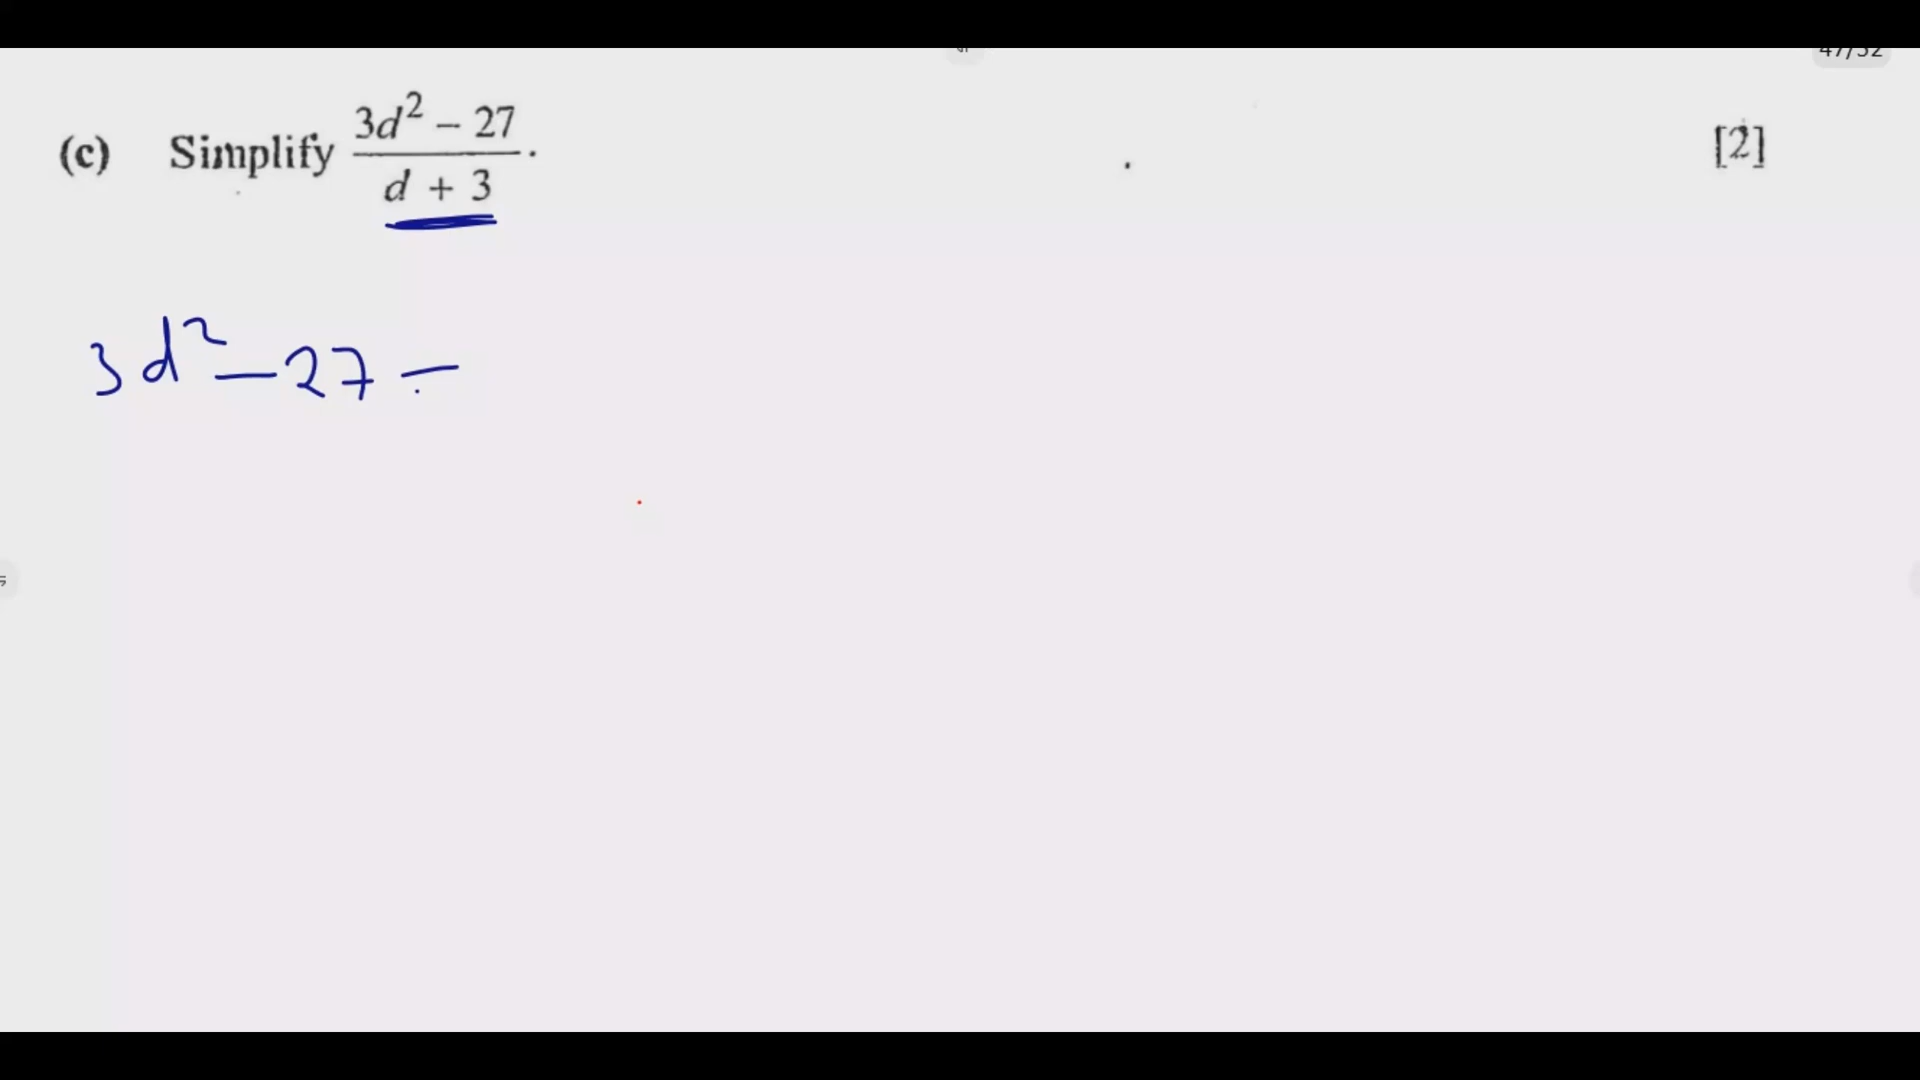 (c) Simplify (3d² – 27)/(d + 3). [2]
3d² – 27 =